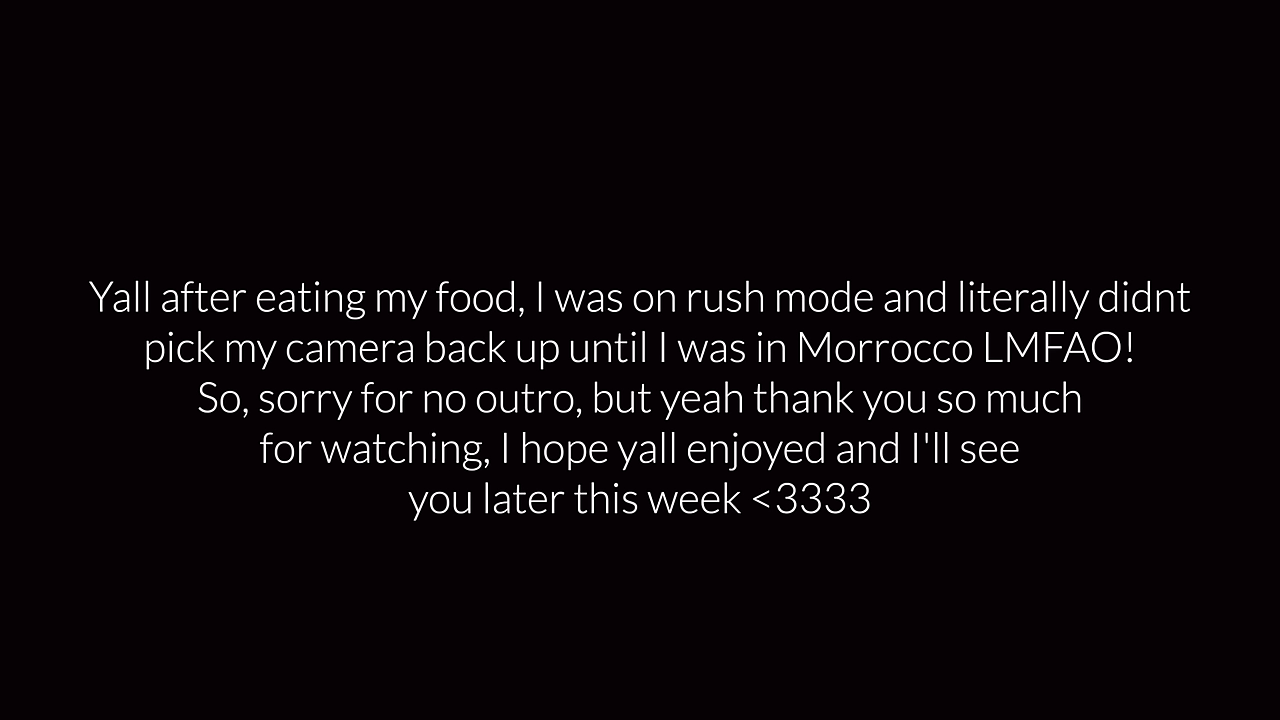 Yall after eating my food, I was on rush mode and literally didnt
pick my camera back up until I was in Morrocco LMFAO!
So, sorry for no outro, but yeah thank you so much
for watching, I hope yall enjoyed and I'll see
you later this week <3333